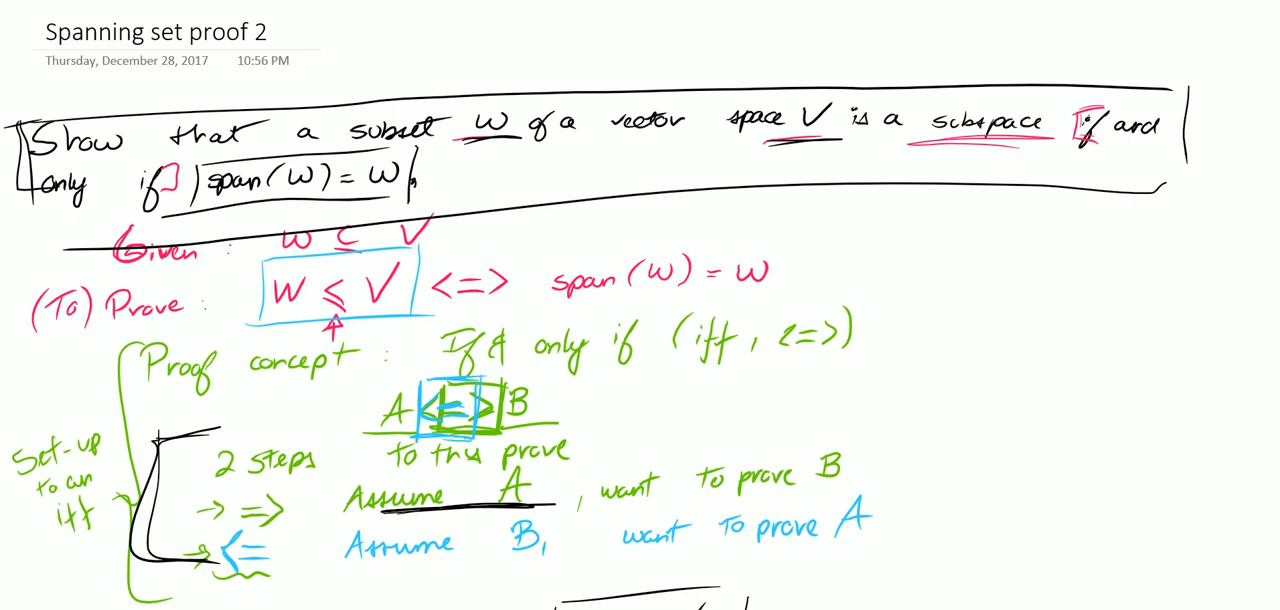 Spanning set proof 2
Thursday, December 28, 2017 10:56 PM
Show that a subset W of a vector space V is a subspace if and
only if span(W) = W.
Given : W ⊆ V
(To) Prove : W ≤ V <=> span(W) = W
Proof concept : If & only if (iff, <=>)
A <=> B
to this prove
Set-up
to an
iff
2 steps
→ => Assume A, want to prove B
→ <= Assume B, want to prove A